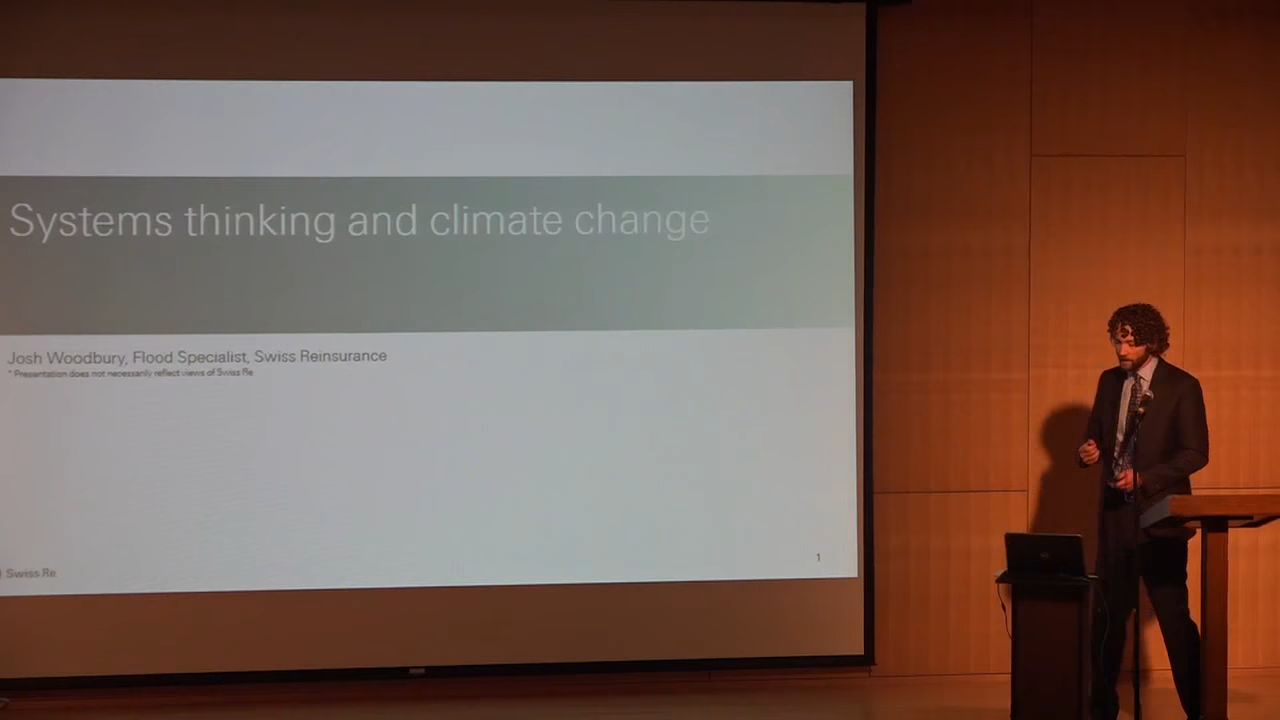 Systems thinking and climate change
Josh Woodbury, Flood Specialist, Swiss Reinsurance
* Presentation does not necessarily reflect views of Swiss Re
1
Swiss Re